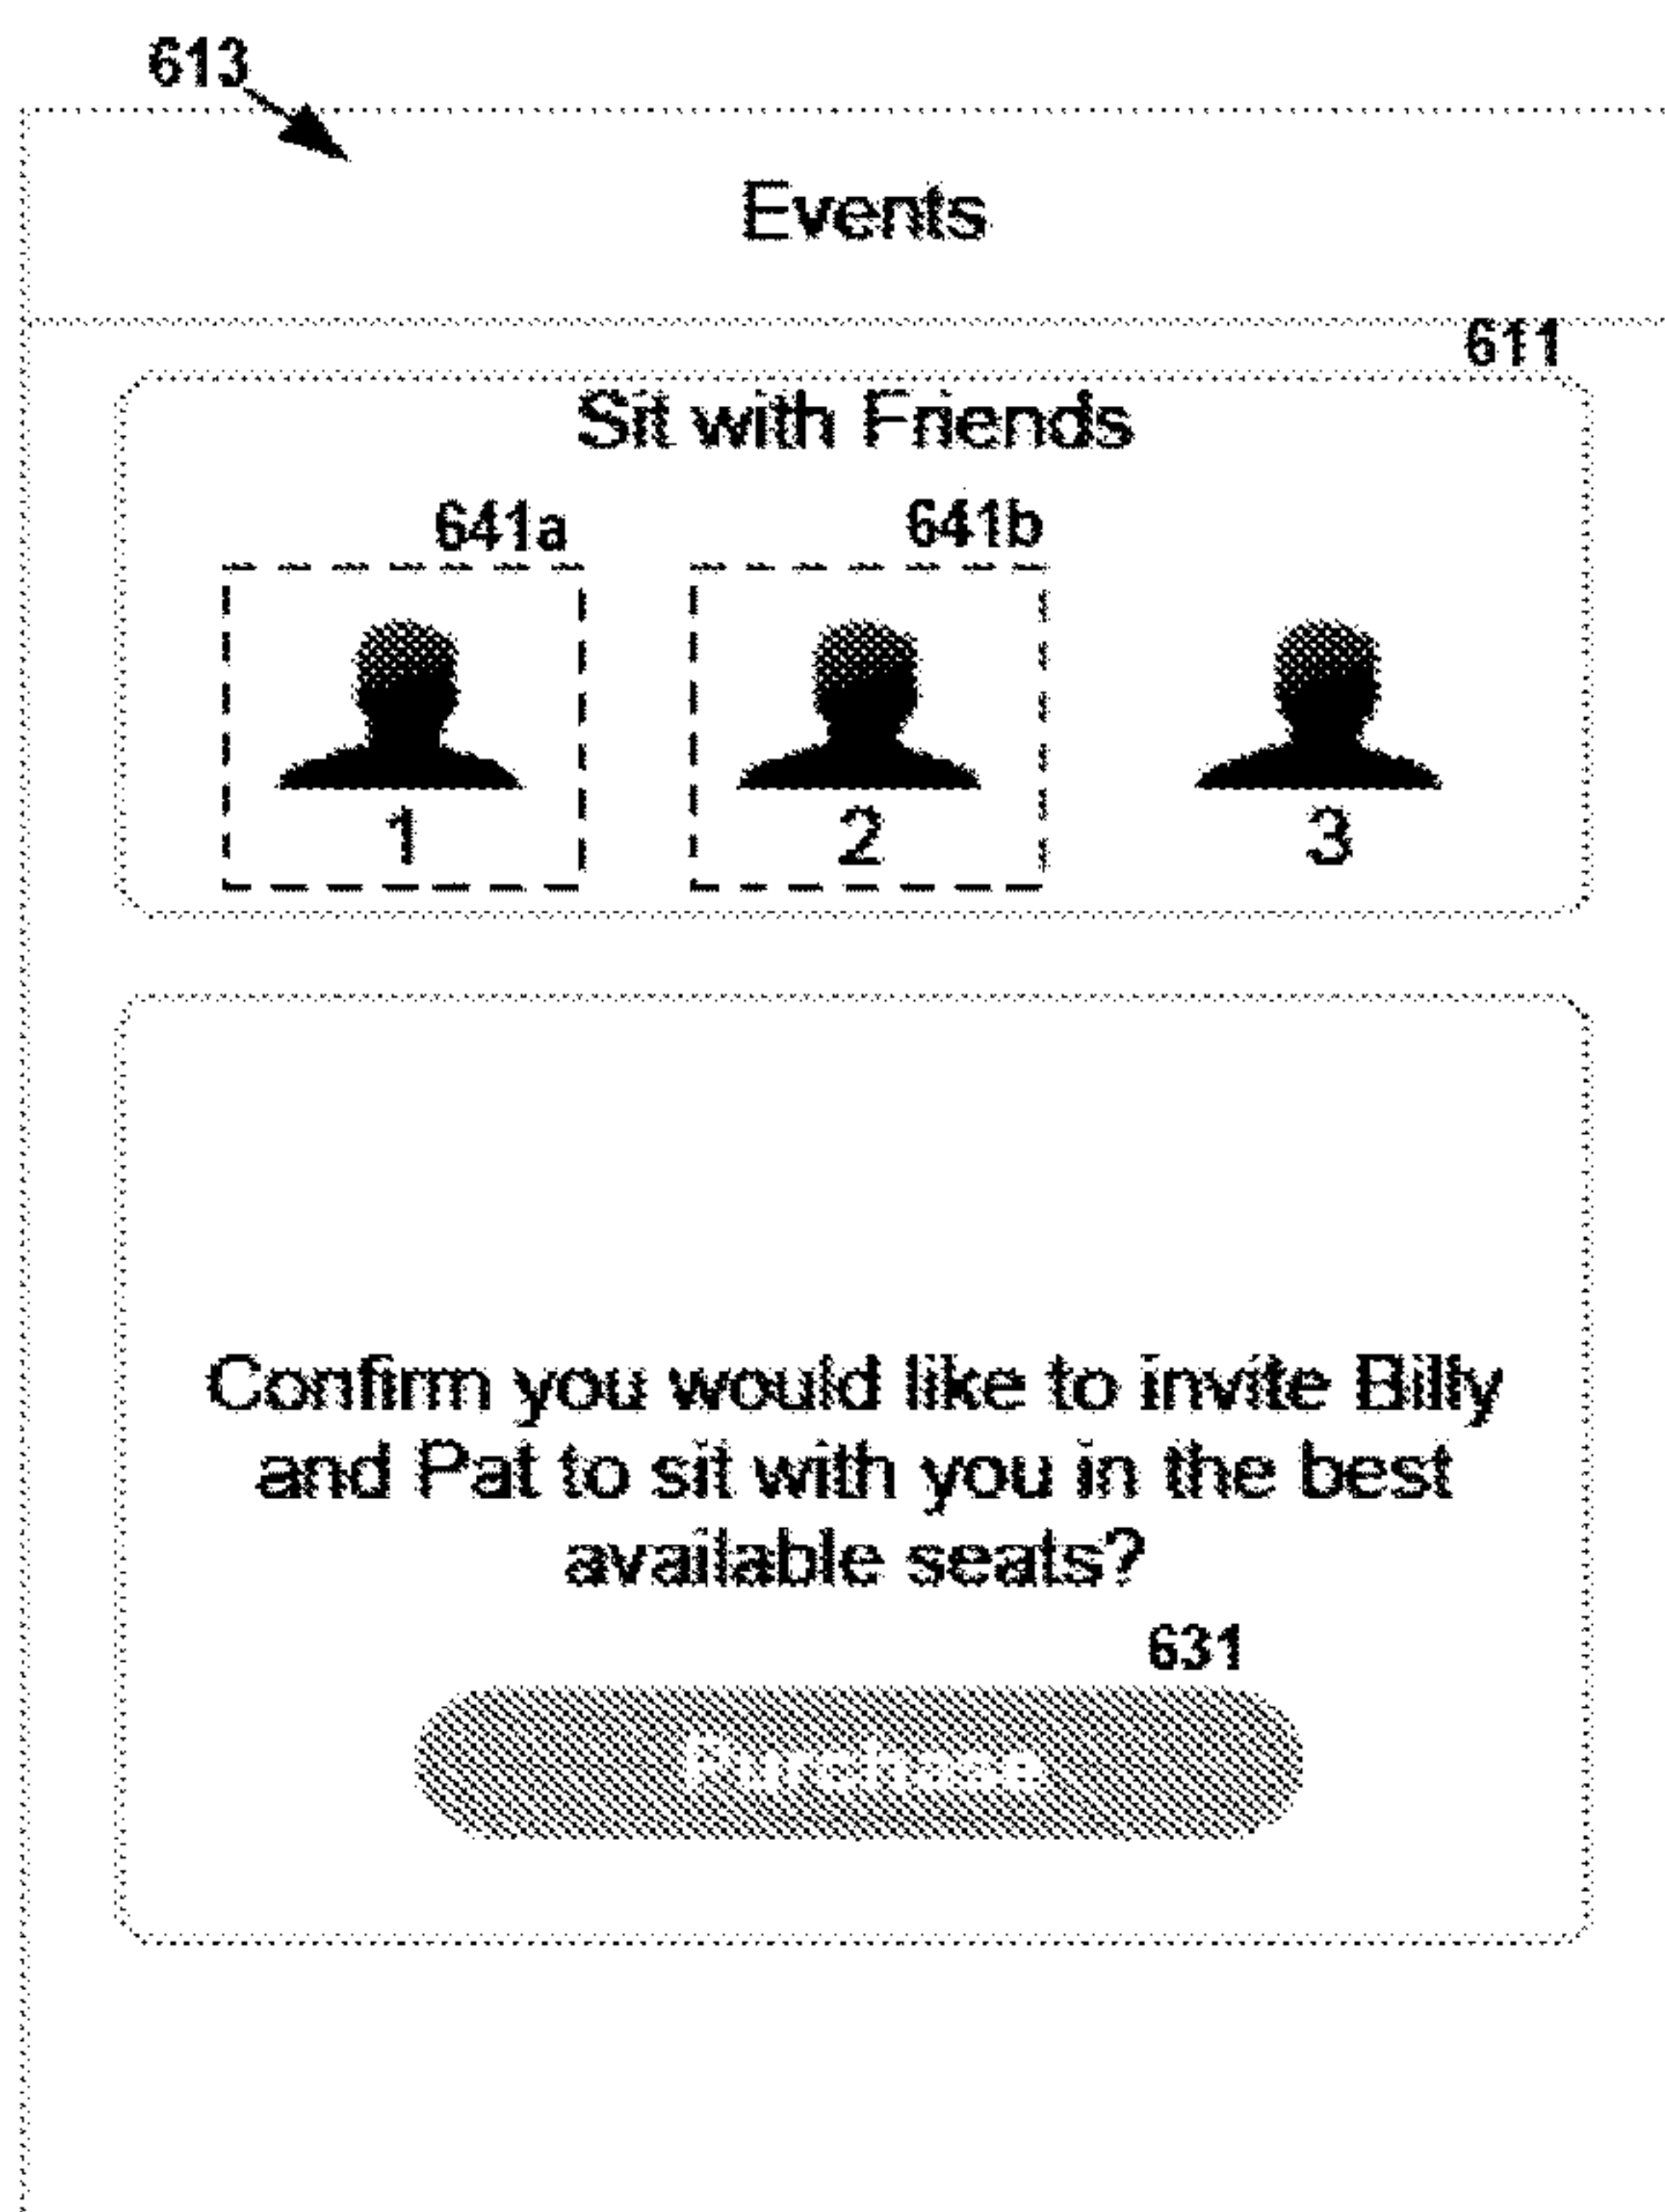 613
Events
611
Sit with Friends
641a 641b
1 2 3
Confirm you would like to invite Billy
and Pat to sit with you in the best
available seats?
631
Purchase